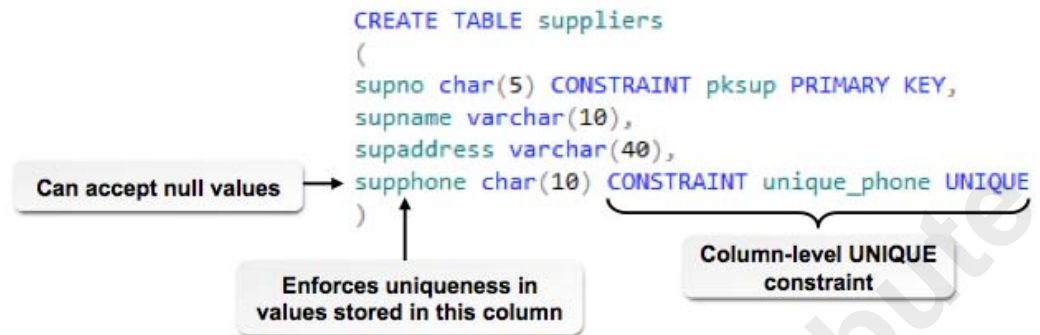 CREATE TABLE suppliers
(
supno char(5) CONSTRAINT pksup PRIMARY KEY,
supname varchar(10),
supaddress varchar(40),
Can accept null values
supphone char(10) CONSTRAINT unique_phone UNIQUE
)
Enforces uniqueness in
values stored in this column
Column-level UNIQUE
constraint